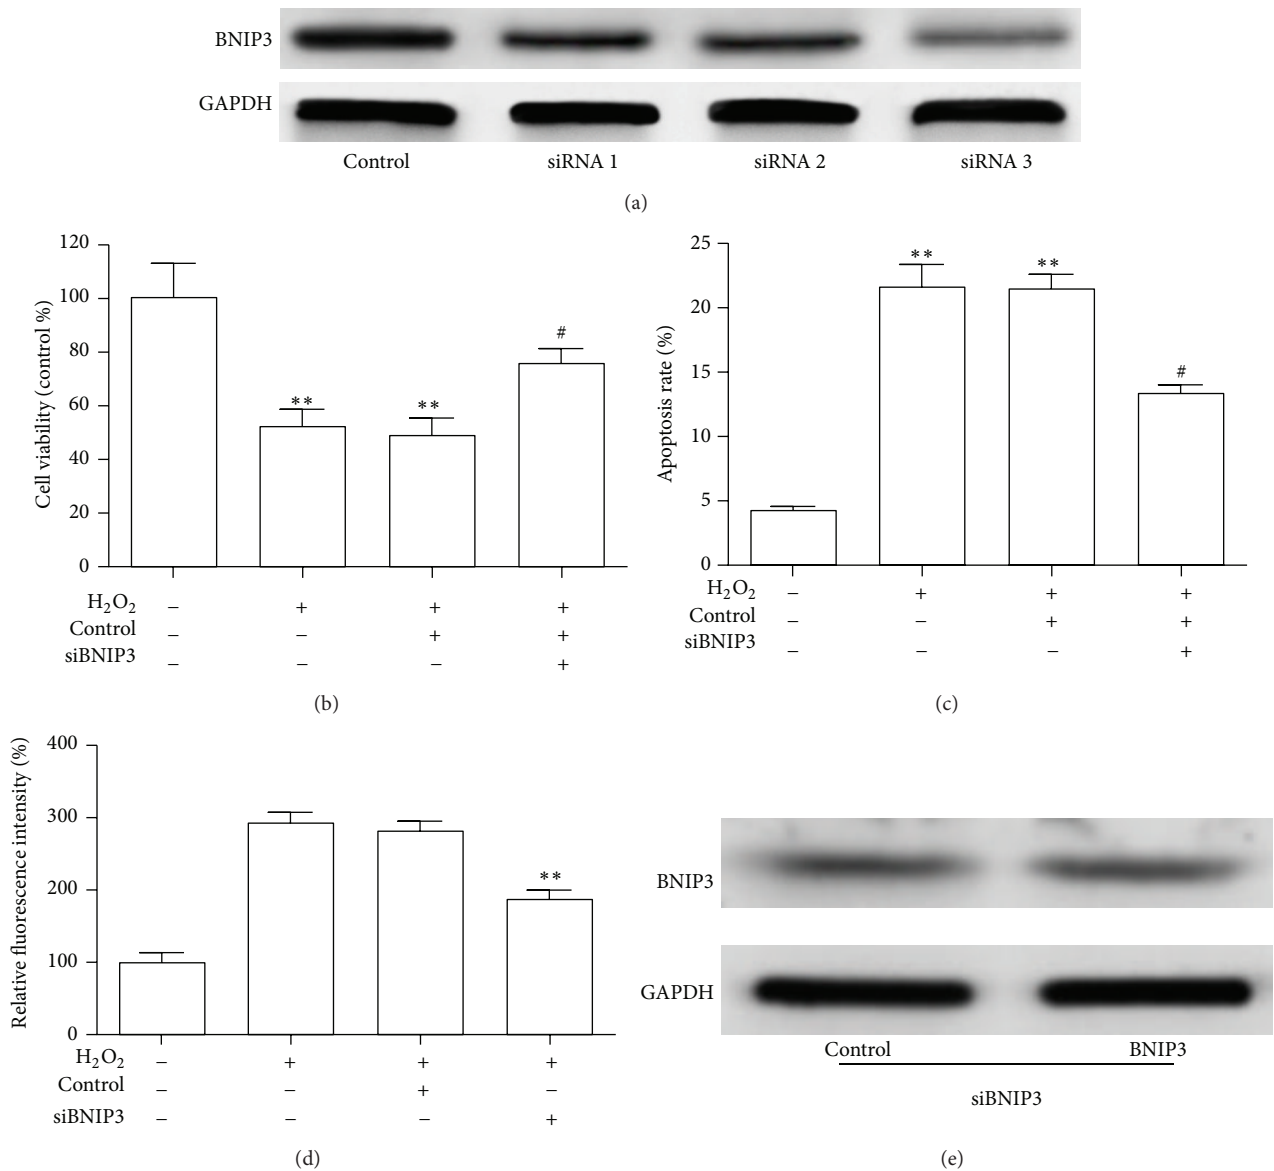 BNIP3
GAPDH
Control siRNA 1 siRNA 2 siRNA 3
(a)
Cell viability (control %)
120
100
80
60
40
20
0
** ** #
H₂O₂ − + + +
Control − − + +
siBNIP3 − − − +
(b)
Apoptosis rate (%)
25
20
15
10
5
0
** ** #
H₂O₂ − + + +
Control − − + +
siBNIP3 − − − +
(c)
Relative fluorescence intensity (%)
400
300
200
100
0
**
H₂O₂ − + + +
Control − − + −
siBNIP3 − − − +
(d)
BNIP3
GAPDH
Control BNIP3
siBNIP3
(e)